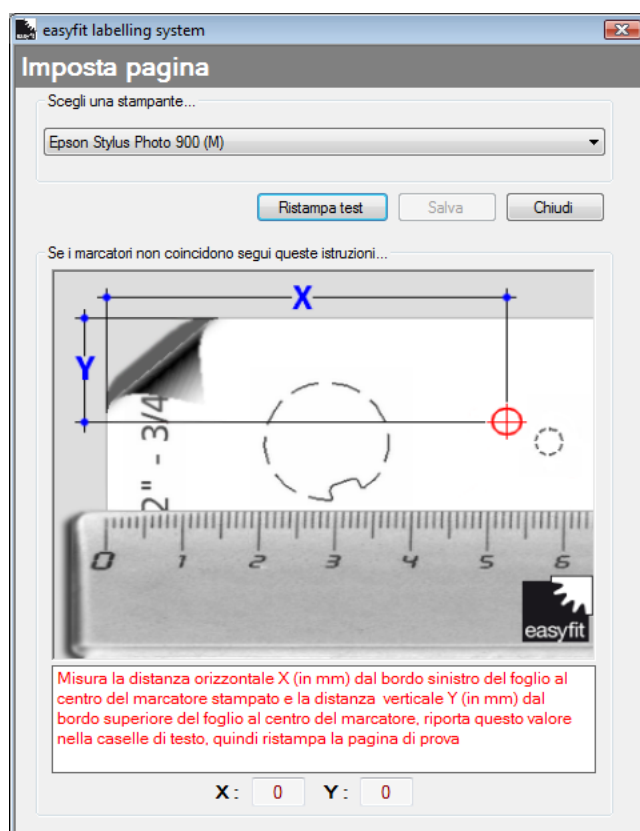 easyfit labelling system
Imposta pagina
Scegli una stampante...
Epson Stylus Photo 900 (M)
Ristampa test
Salva
Chiudi
Se i marcatori non coincidono segui queste istruzioni...
X
Y
2" - 3/4
0 1 2 3 4 5 6
easyfit
Misura la distanza orizzontale X (in mm) dal bordo sinistro del foglio al
centro del marcatore stampato e la distanza verticale Y (in mm) dal
bordo superiore del foglio al centro del marcatore, riporta questo valore
nella caselle di testo, quindi ristampa la pagina di prova
X : 0 Y : 0